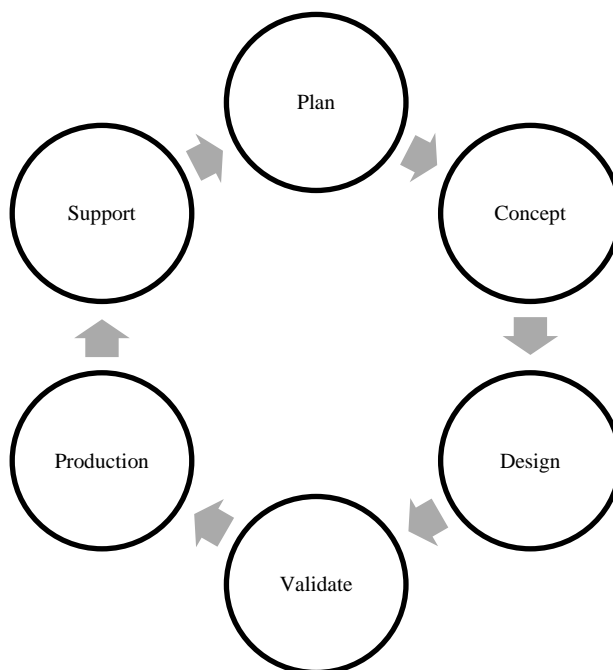 Plan
Concept
Design
Validate
Production
Support